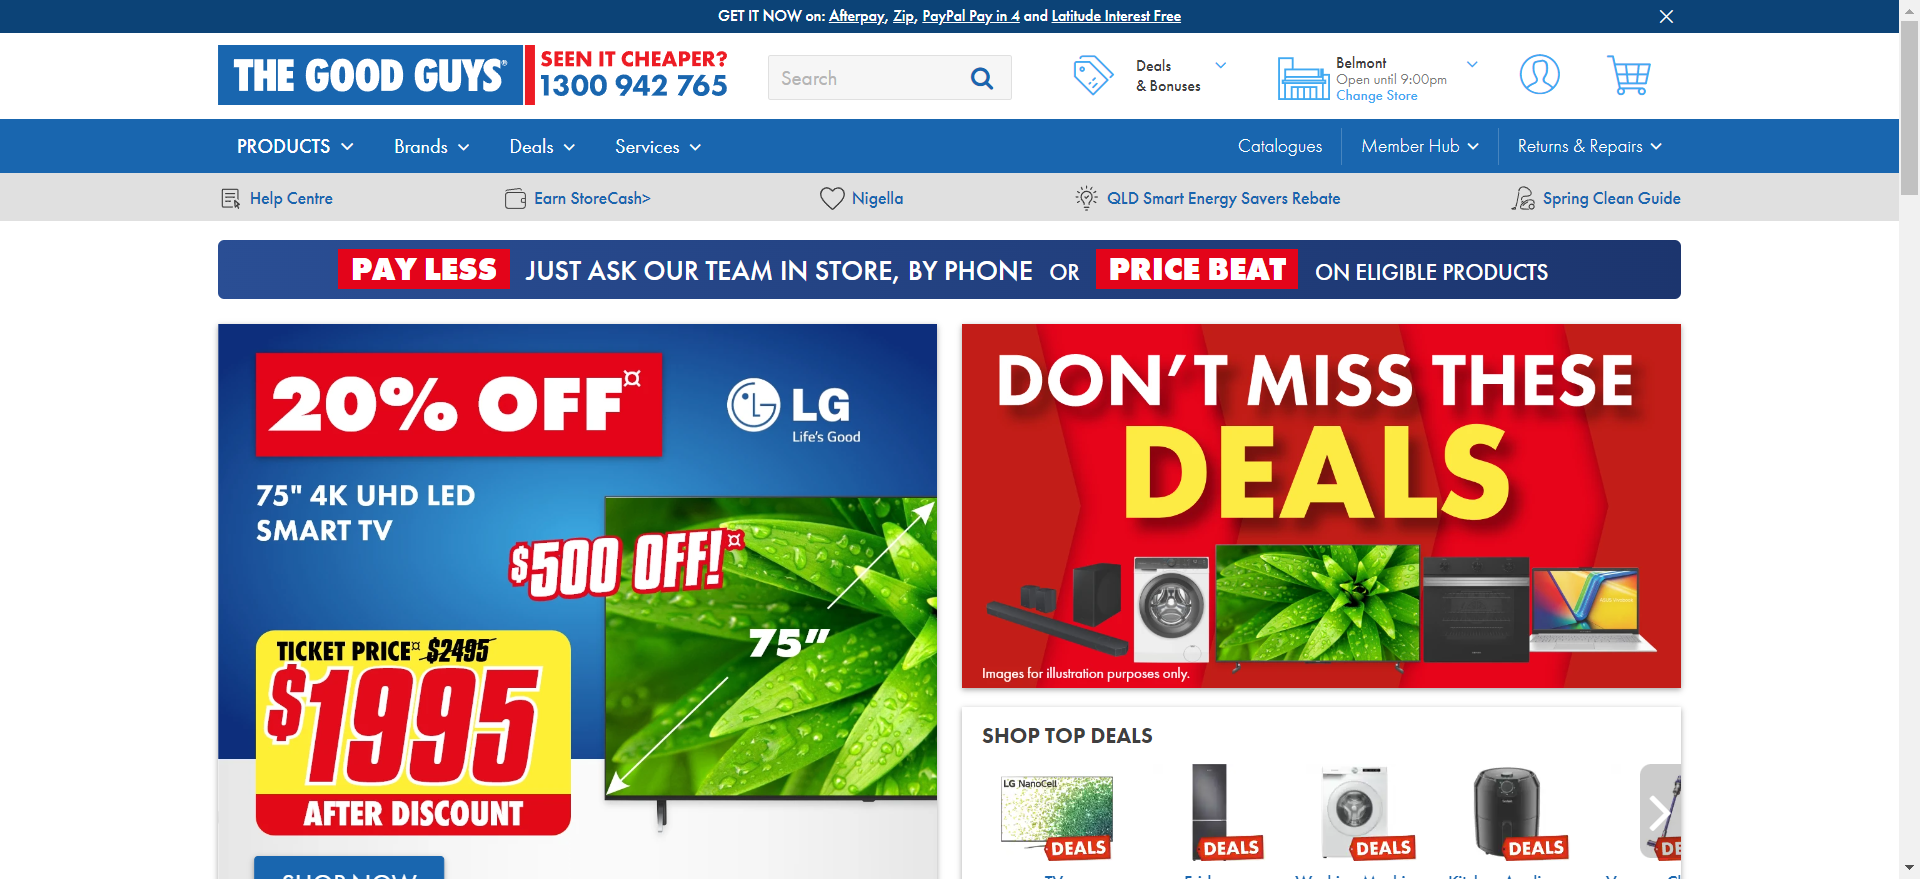 GET IT NOW on: Afterpay, Zip, PayPal Pay in 4 and Latitude Interest Free
THE GOOD GUYS®
SEEN IT CHEAPER?
1300 942 765
Search
Deals
& Bonuses
Belmont
Open until 9:00pm
Change Store
PRODUCTS
Brands
Deals
Services
Catalogues
Member Hub
Returns & Repairs
Help Centre
Earn StoreCash>
Nigella
QLD Smart Energy Savers Rebate
Spring Clean Guide
PAY LESS JUST ASK OUR TEAM IN STORE, BY PHONE OR PRICE BEAT ON ELIGIBLE PRODUCTS
20% OFF¤
LG
Life's Good
75" 4K UHD LED
SMART TV
$500 OFF!¤
75"
TICKET PRICE¤ $2495
$1995
AFTER DISCOUNT
SHOP NOW
DON'T MISS THESE
DEALS
Images for illustration purposes only.
SHOP TOP DEALS
LG NanoCell
DEALS
DEALS
DEALS
DEALS
DE